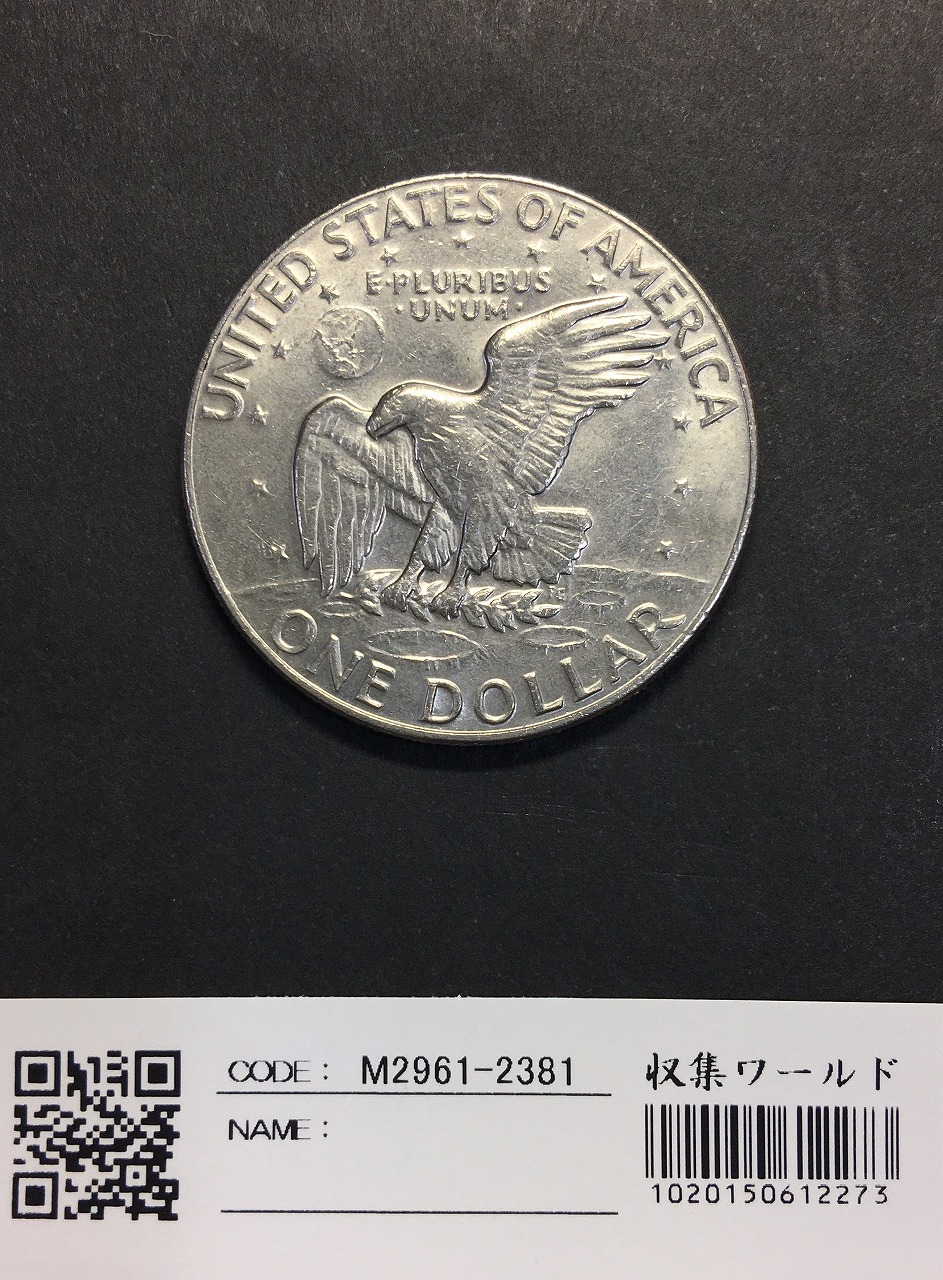 UNITED STATES OF AMERICA
E·PLURIBUS
·UNUM·
ONE DOLLAR
CODE: M2961-2381
収集ワールド
NAME:
1020150612273